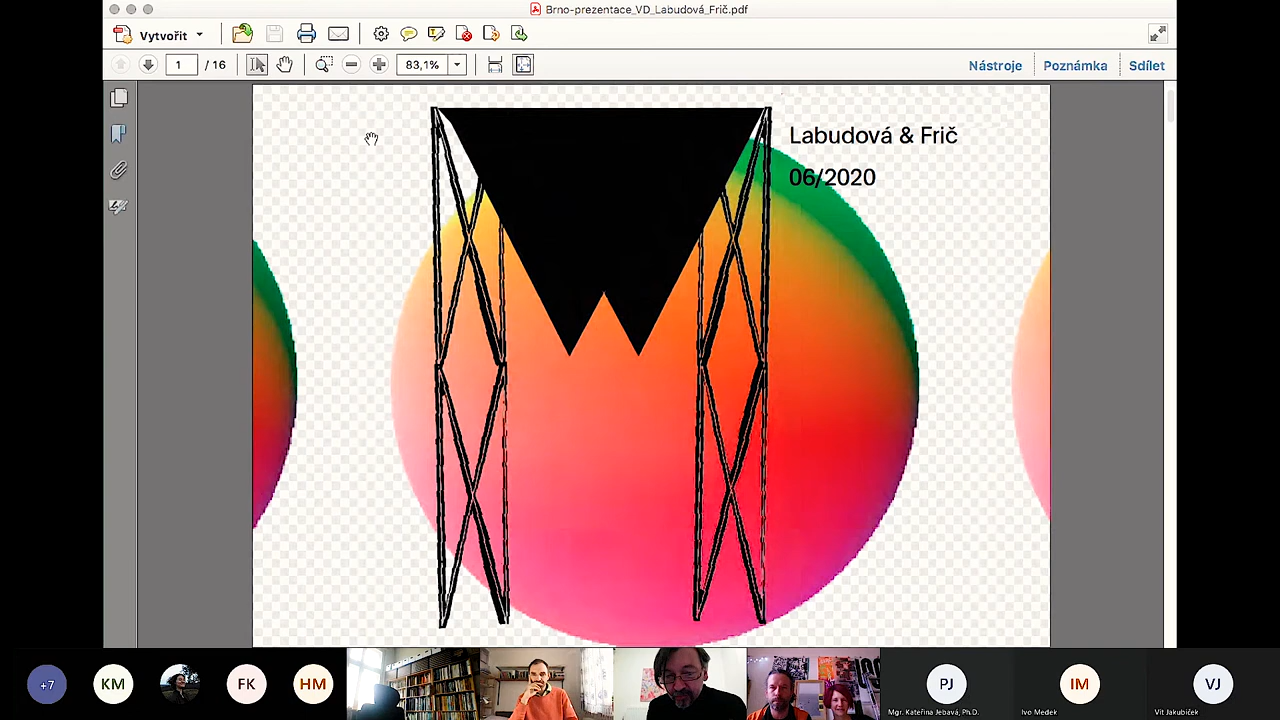 Brno-prezentace_VD_Labudová_Frič.pdf
Vytvořit
1 / 16
83,1%
Nástroje
Poznámka
Sdílet
Labudová & Frič
06/2020
+7
KM
FK
HM
PJ
IM
VJ
Mgr. Kateřina Jebavá, Ph.D.
Ivo Medek
Vít Jakubíček